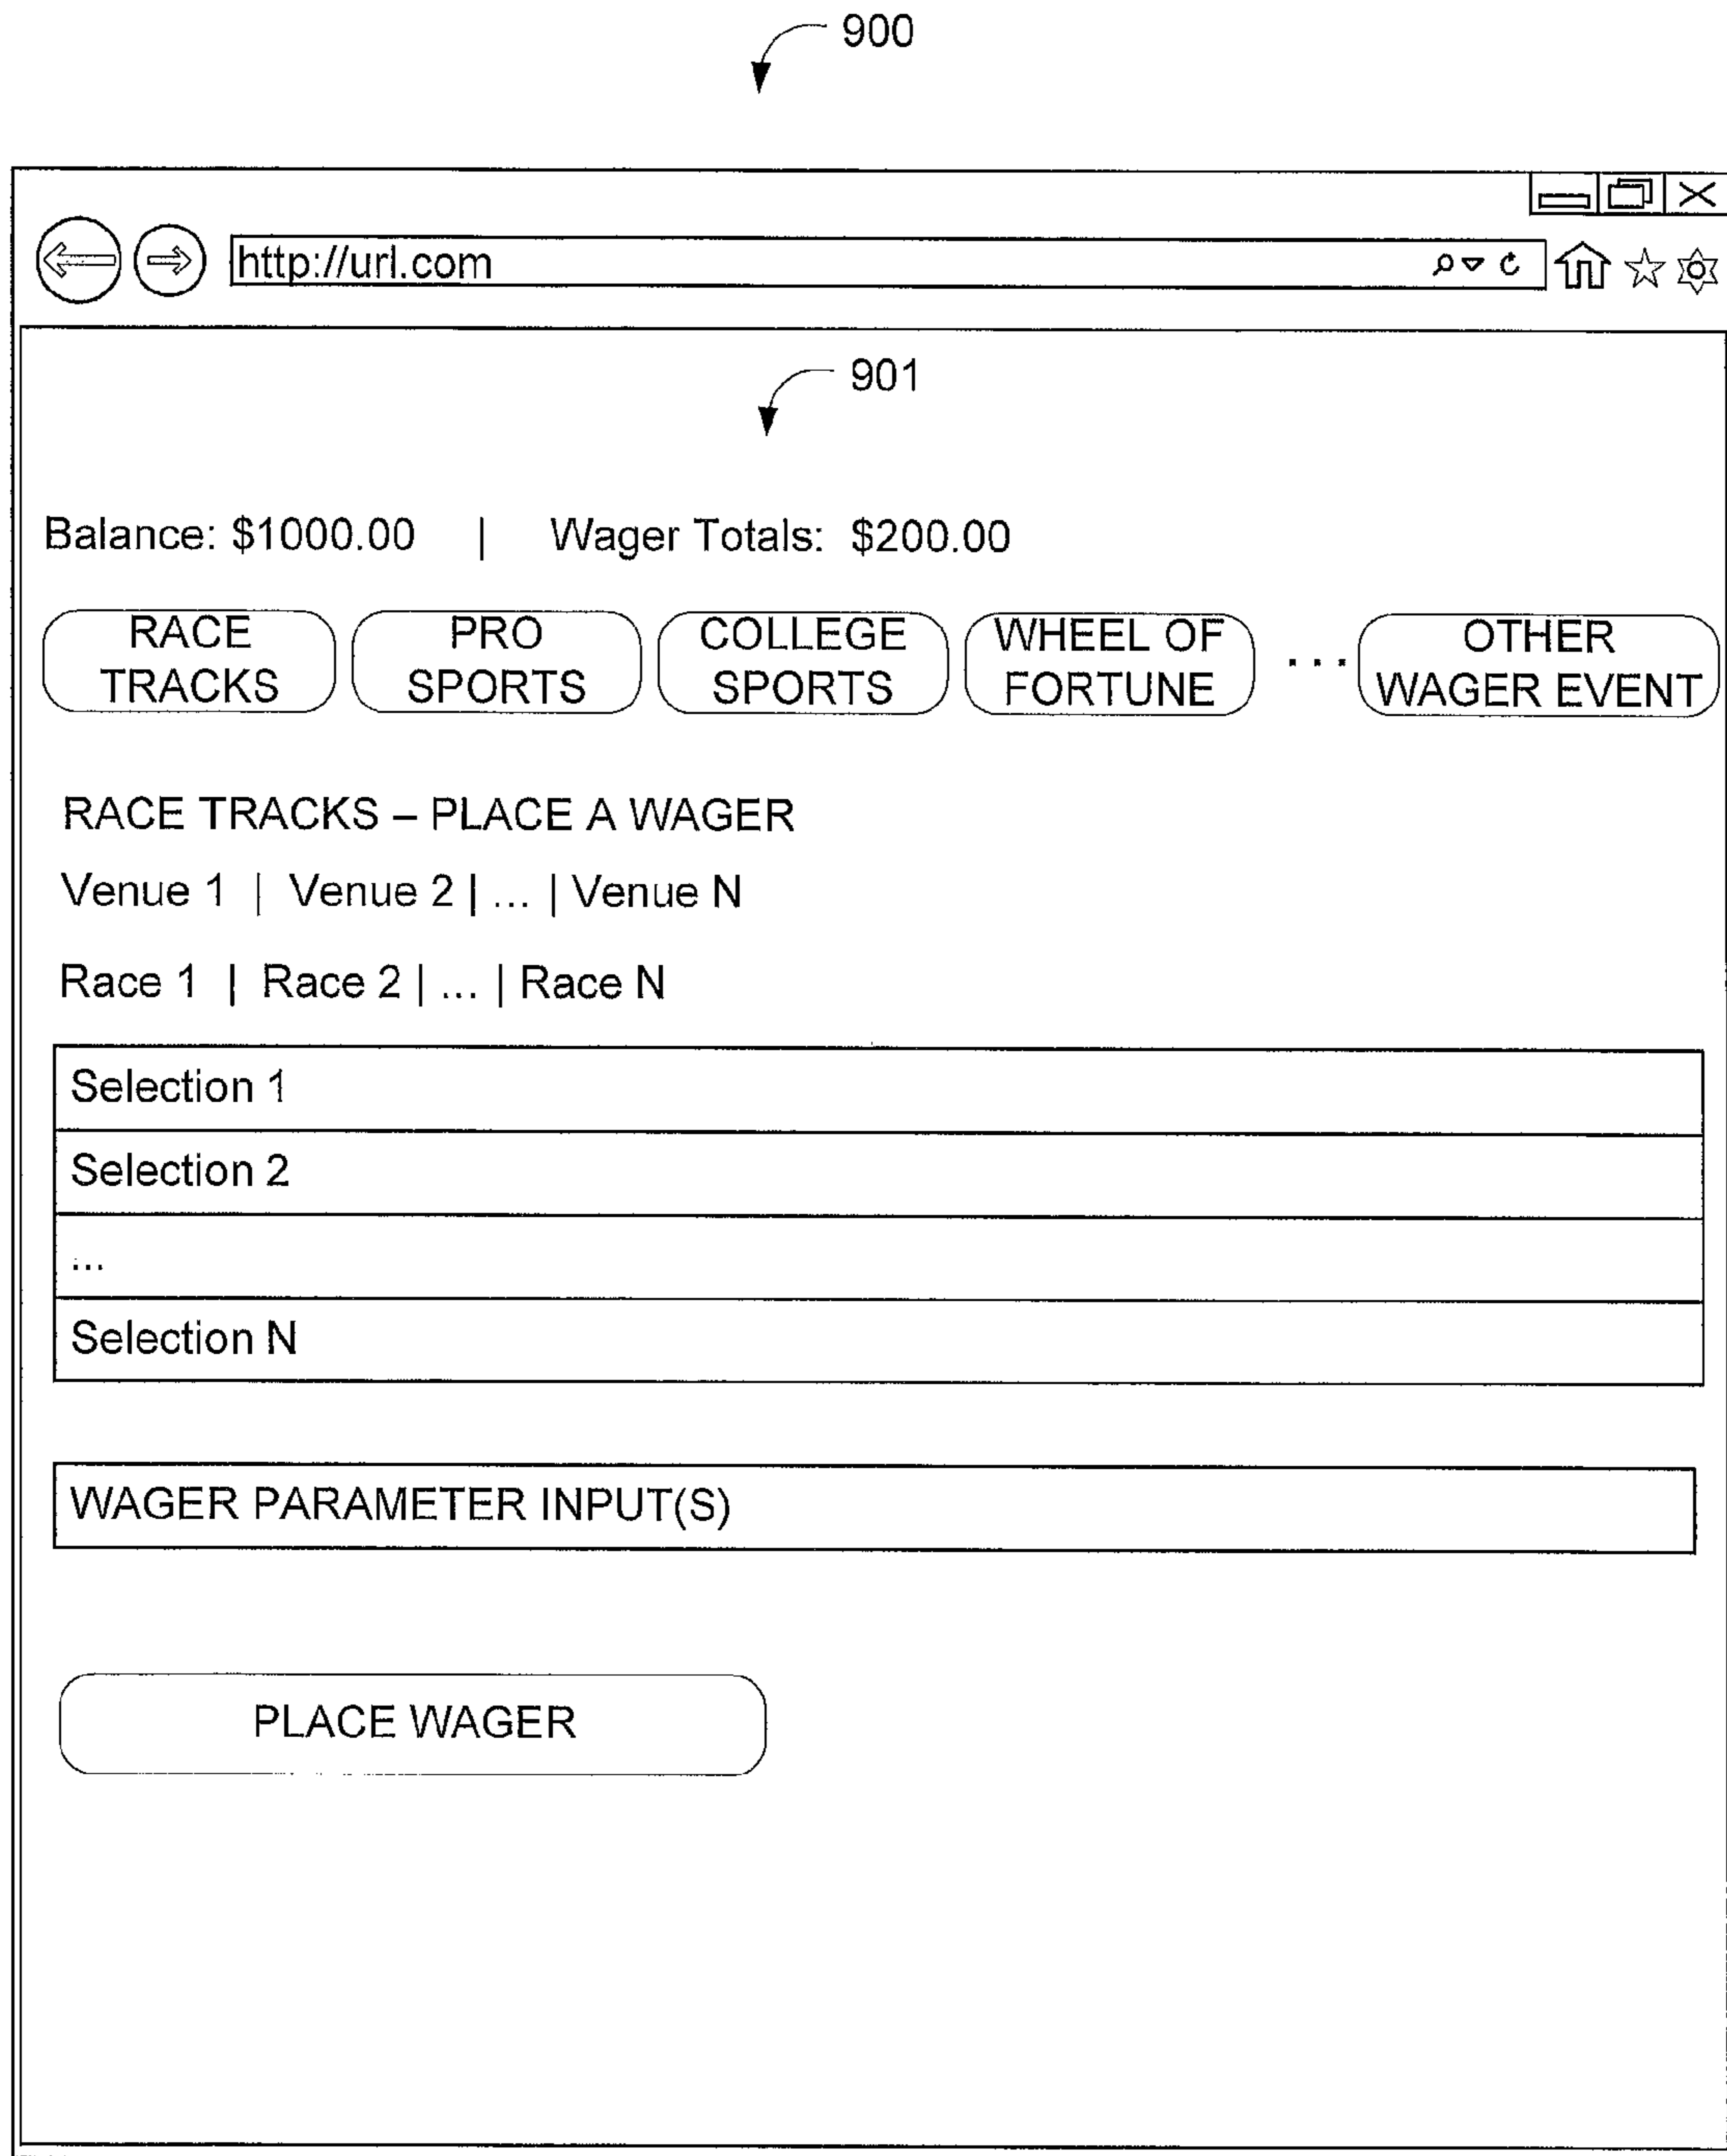 900
http://url.com
901
Balance: $1000.00 | Wager Totals: $200.00
RACE TRACKS
PRO SPORTS
COLLEGE SPORTS
WHEEL OF FORTUNE
...
OTHER WAGER EVENT
RACE TRACKS – PLACE A WAGER
Venue 1 | Venue 2 | ... | Venue N
Race 1 | Race 2 | ... | Race N
Selection 1
Selection 2
...
Selection N
WAGER PARAMETER INPUT(S)
PLACE WAGER